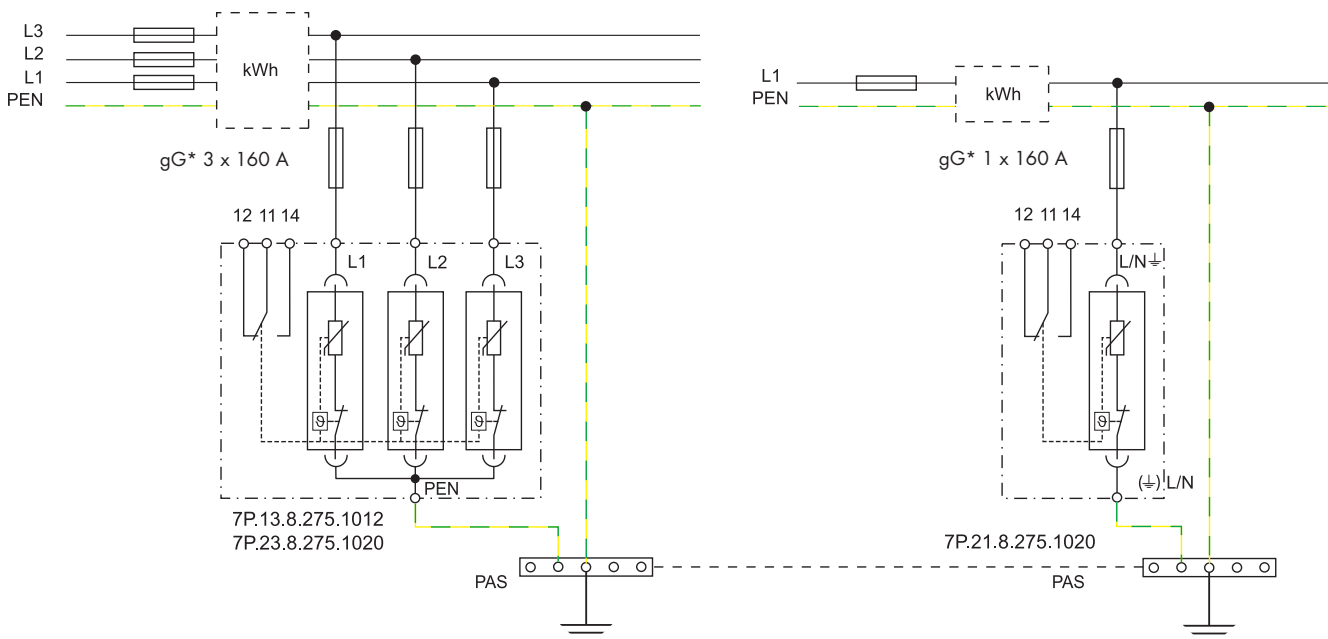 L3
L2
L1
PEN
kWh
gG* 3 x 160 A
12 11 14
L1
L2
L3
ϑ
ϑ
ϑ
PEN
7P.13.8.275.1012
7P.23.8.275.1020
PAS
L1
PEN
kWh
gG* 1 x 160 A
12 11 14
L/N⏚
ϑ
(⏚) L/N
7P.21.8.275.1020
PAS